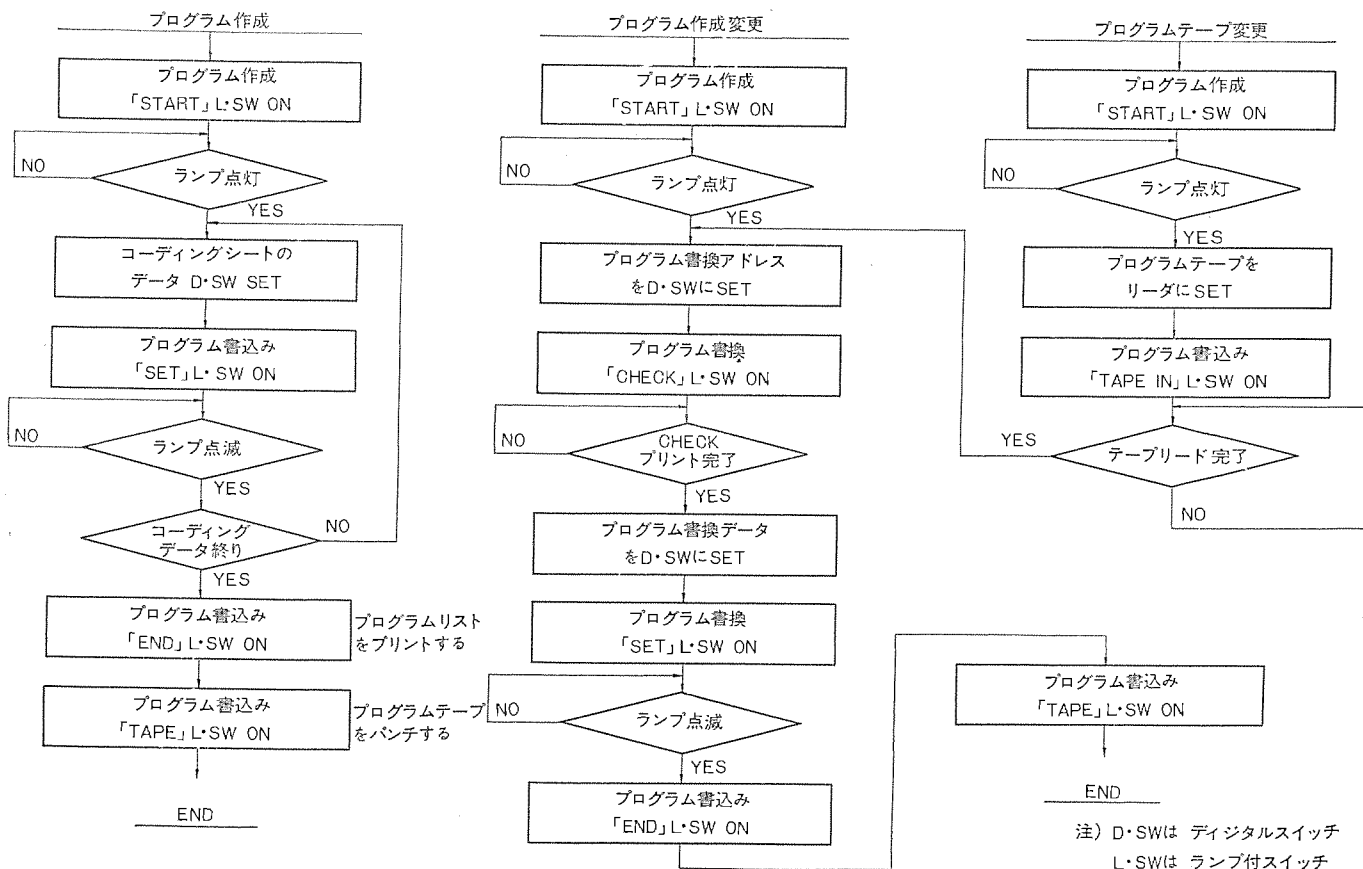 プログラム作成
プログラム作成
「START」L・SW ON
NO
ランプ点灯
YES
コーディングシートの
データ D・SW SET
プログラム書込み
「SET」L・SW ON
NO
ランプ点滅
YES
コーディング
データ終り
NO
YES
プログラム書込み
「END」L・SW ON
プログラムリスト
をプリントする
プログラム書込み
「TAPE」L・SW ON
プログラムテープ
をパンチする
END
プログラム作成変更
プログラム作成
「START」L・SW ON
NO
ランプ点灯
YES
プログラム書換アドレス
をD・SWにSET
プログラム書換
「CHECK」L・SW ON
NO
CHECK
プリント完了
YES
プログラム書換データ
をD・SWにSET
プログラム書換
「SET」L・SW ON
NO
ランプ点滅
YES
プログラム書込み
「END」L・SW ON
プログラムテープ変更
プログラム作成
「START」L・SW ON
NO
ランプ点灯
YES
プログラムテープを
リーダにSET
プログラム書込み
「TAPE IN」L・SW ON
YES
テープリード完了
NO
プログラム書込み
「TAPE」L・SW ON
END
注) D・SWは ディジタルスイッチ
L・SWは ランプ付スイッチ